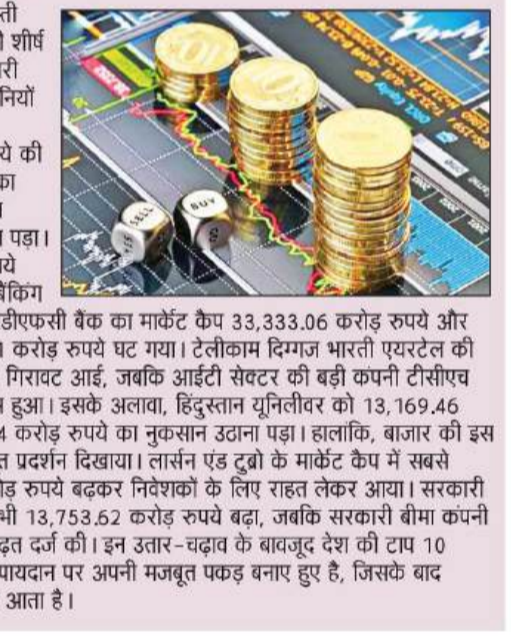 ती
शीर्ष
री
नियों
ये की
का
पड़ा।
ये
बैंकिंग
SELL
BUY
डीएफसी बैंक का मार्केट कैप 33,333.06 करोड़ रुपये और
करोड़ रुपये घट गया। टेलीकाम दिग्गज भारती एयरटेल की
गिरावट आई, जबकि आईटी सेक्टर की बड़ी कंपनी टीसीएच
हुआ। इसके अलावा, हिंदुस्तान यूनिलीवर को 13,169.46
4 करोड़ रुपये का नुकसान उठाना पड़ा। हालांकि, बाजार की इस
त प्रदर्शन दिखाया। लार्सन एंड टुब्रो के मार्केट कैप में सबसे
ड़ रुपये बढ़कर निवेशकों के लिए राहत लेकर आया। सरकारी
भी 13,753.62 करोड़ रुपये बढ़ा, जबकि सरकारी बीमा कंपनी
ढ़त दर्ज की। इन उतार-चढ़ाव के बावजूद देश की टाप 10
पायदान पर अपनी मजबूत पकड़ बनाए हुए है, जिसके बाद
आता है।